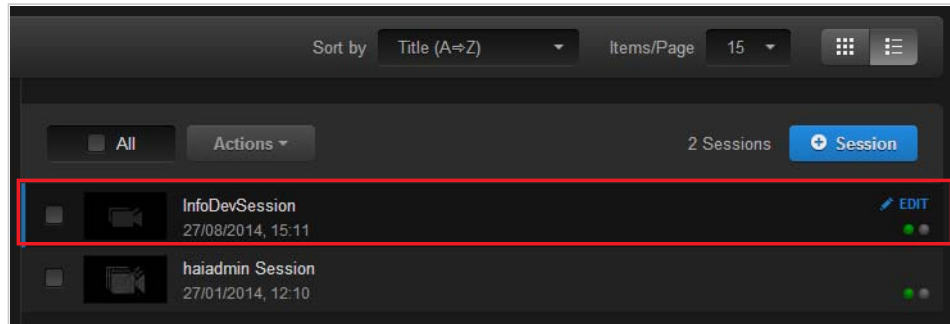 Sort by Title (A⇨Z) Items/Page 15
All Actions 2 Sessions Session
InfoDevSession EDIT
27/08/2014, 15:11
haiadmin Session
27/01/2014, 12:10